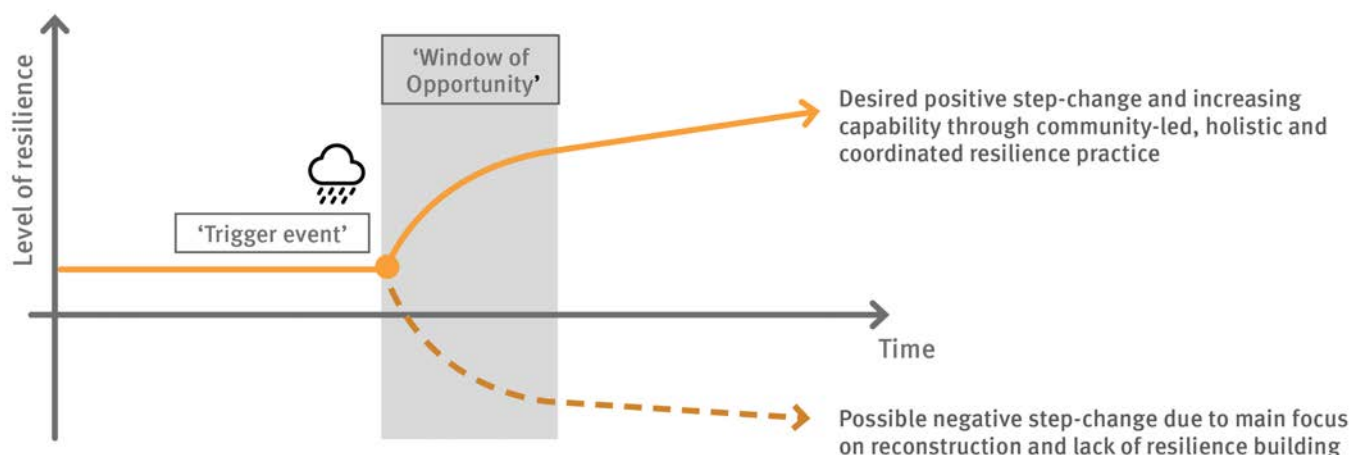 ‘Window of
Opportunity’
Level of resilience
Desired positive step-change and increasing
capability through community-led, holistic and
coordinated resilience practice
‘Trigger event’
Time
Possible negative step-change due to main focus
on reconstruction and lack of resilience building